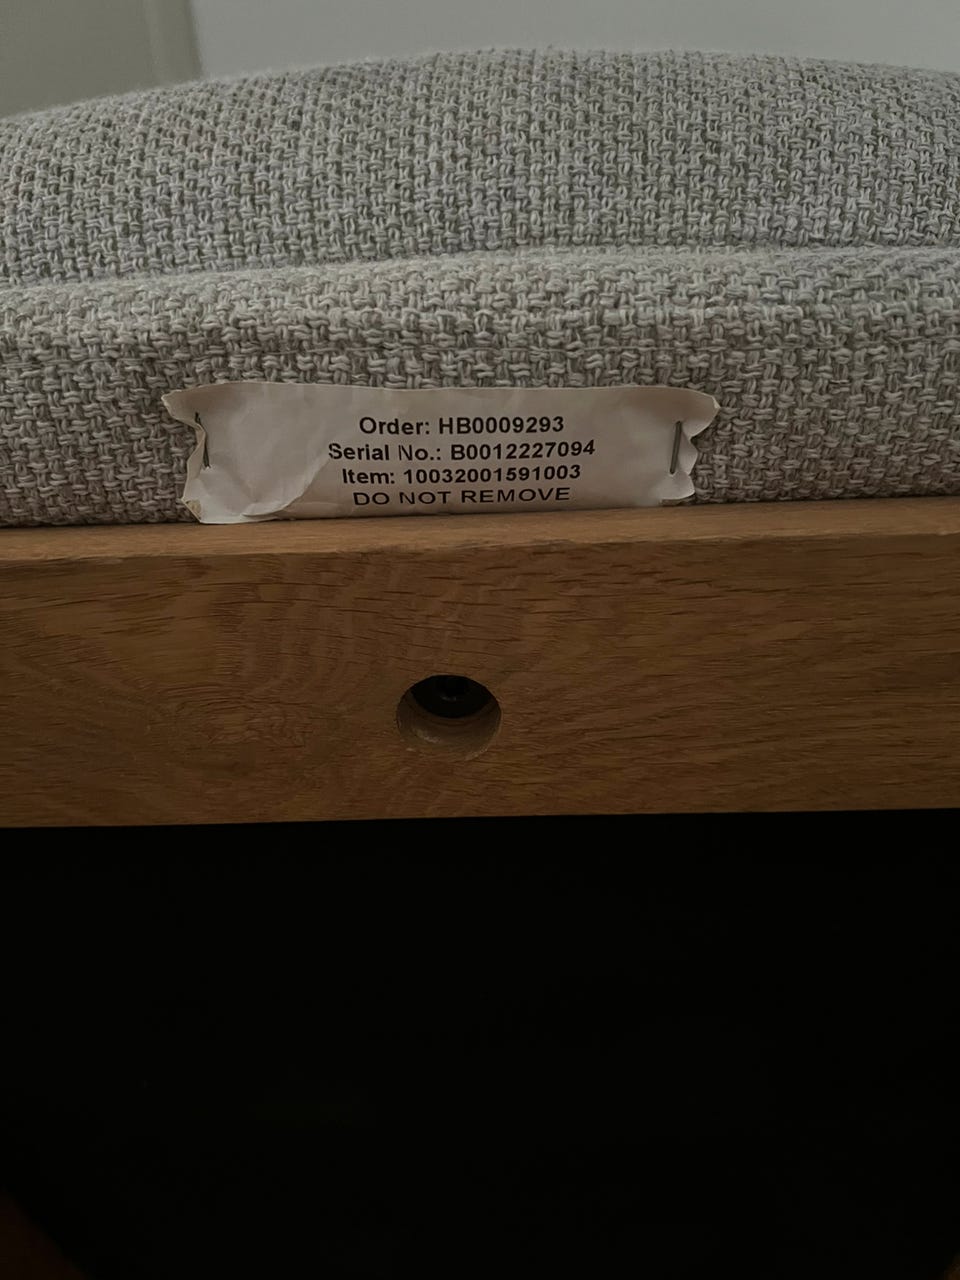 Order: HB0009293
Serial No.: B0012227094
Item: 10032001591003
DO NOT REMOVE